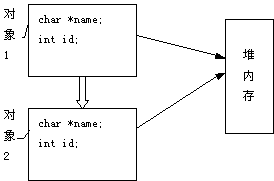 对象1
char *name;
int id;
堆内存
对象2
char *name;
int id;